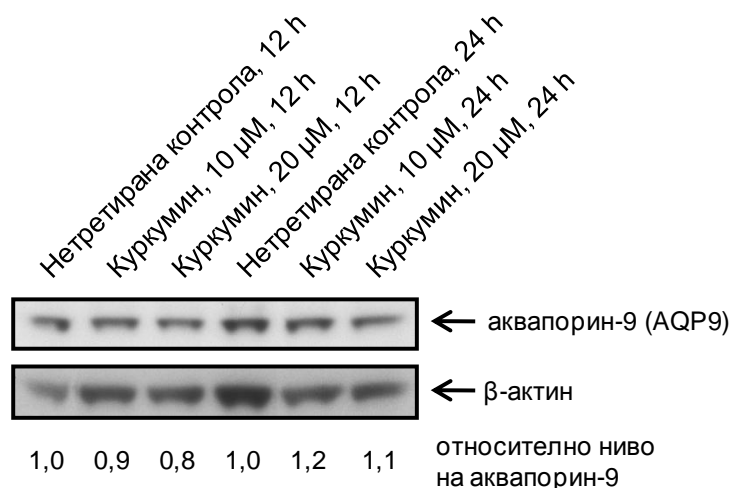 Нетретирана контрола, 12 h
Куркумин, 10 µM, 12 h
Куркумин, 20 µM, 12 h
Нетретирана контрола, 24 h
Куркумин, 10 µM, 24 h
Куркумин, 20 µM, 24 h
аквапорин-9 (AQP9)
β-актин
1,0 0,9 0,8 1,0 1,2 1,1
относително ниво
на аквапорин-9